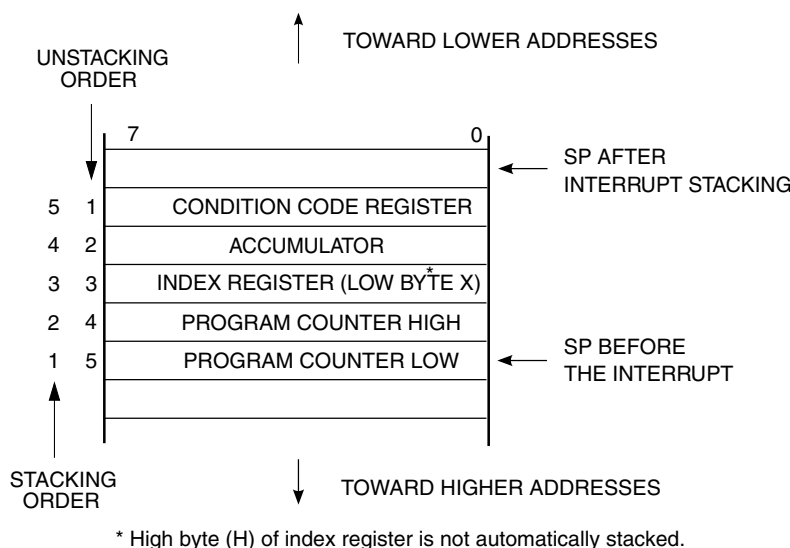 TOWARD LOWER ADDRESSES
UNSTACKING
ORDER
7 0
SP AFTER
INTERRUPT STACKING
5 1 CONDITION CODE REGISTER
4 2 ACCUMULATOR
3 3 INDEX REGISTER (LOW BYTE X)*
2 4 PROGRAM COUNTER HIGH
1 5 PROGRAM COUNTER LOW
SP BEFORE
THE INTERRUPT
STACKING
ORDER
TOWARD HIGHER ADDRESSES
* High byte (H) of index register is not automatically stacked.